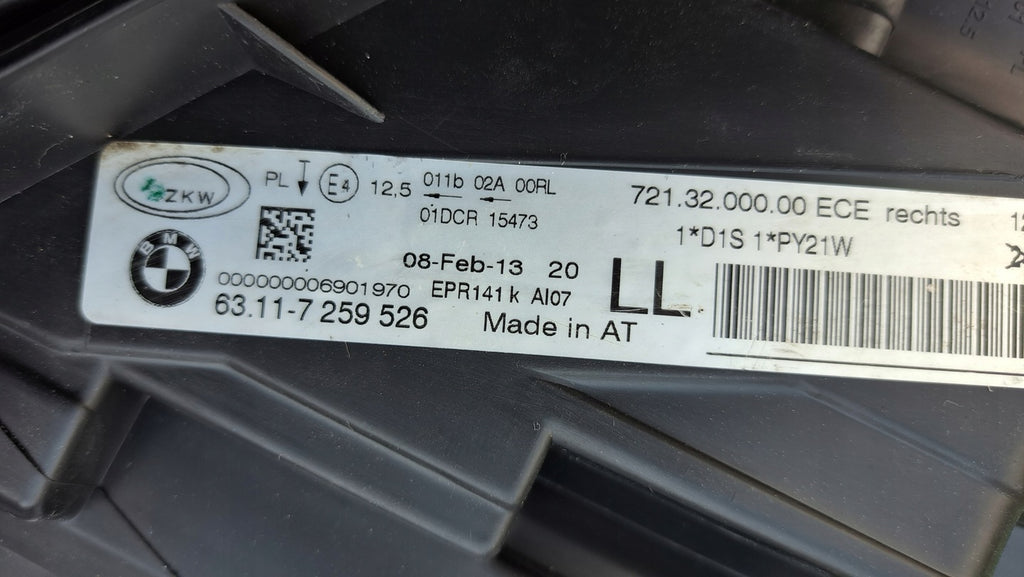 ZKW
PL
E4
12,5
011b 02A 00RL
01DCR 15473
BMW
08-Feb-13 20
000000006901970 EPR141 k AI07
63.11-7 259 526
Made in AT
LL
721.32.000.00 ECE rechts
1*D1S 1*PY21W